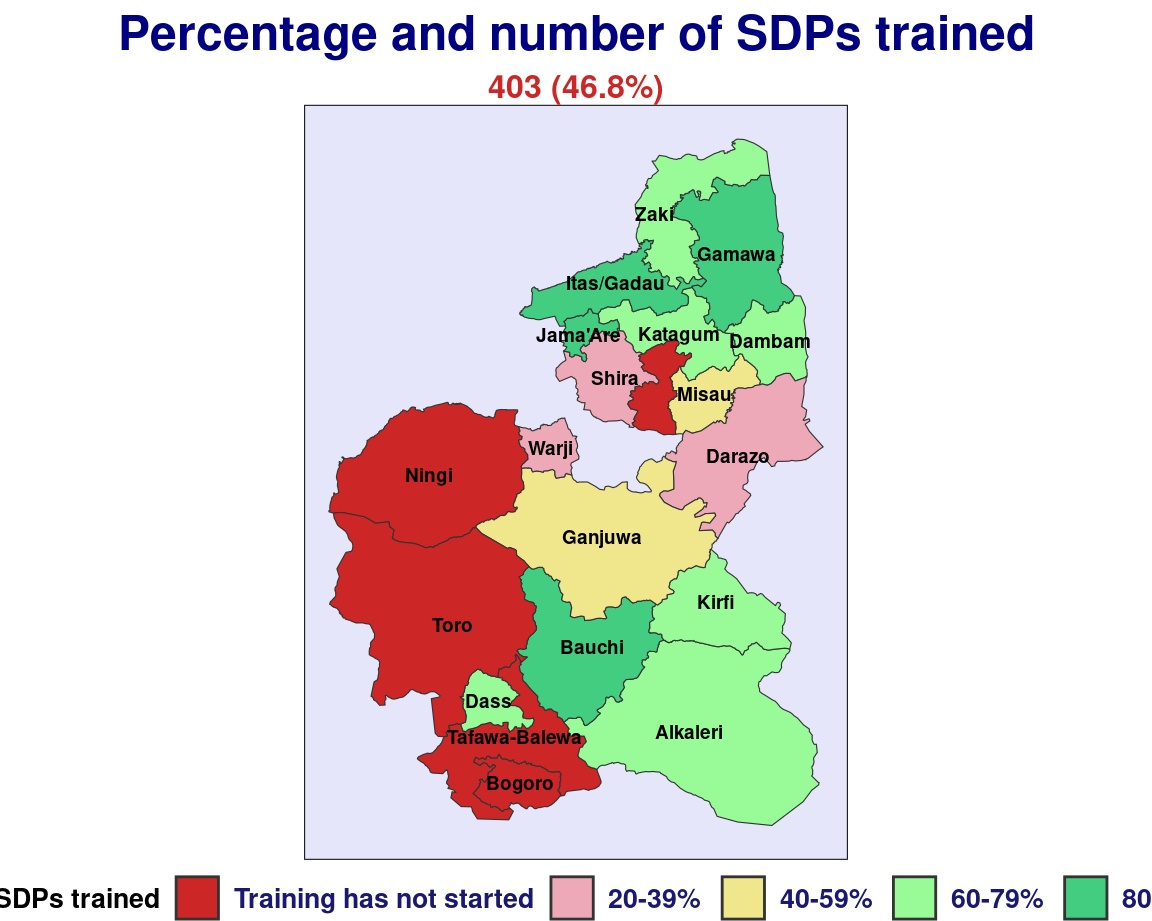 Percentage and number of SDPs trained
403 (46.8%)
Zaki
Gamawa
Itas/Gadau
Jama'Are
Katagum
Dambam
Shira
Misau
Warji
Darazo
Ningi
Ganjuwa
Kirfi
Toro
Bauchi
Dass
Alkaleri
Tafawa-Balewa
Bogoro
SDPs trained Training has not started 20-39% 40-59% 60-79% 80